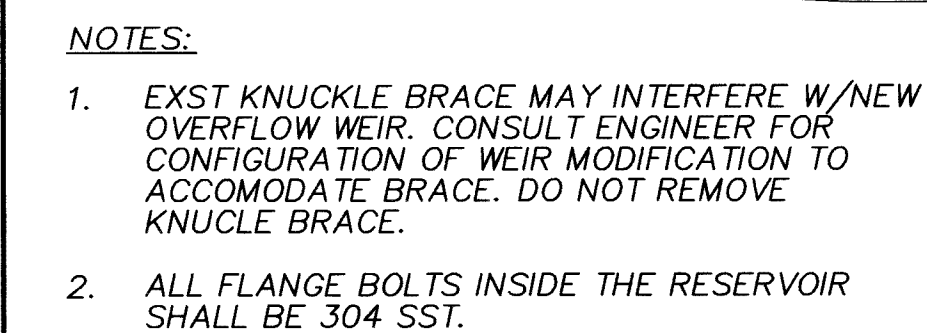 NOTES:
1. EXST KNUCKLE BRACE MAY INTERFERE W/NEW
OVERFLOW WEIR. CONSULT ENGINEER FOR
CONFIGURATION OF WEIR MODIFICATION TO
ACCOMODATE BRACE. DO NOT REMOVE
KNUCLE BRACE.
2. ALL FLANGE BOLTS INSIDE THE RESERVOIR
SHALL BE 304 SST.